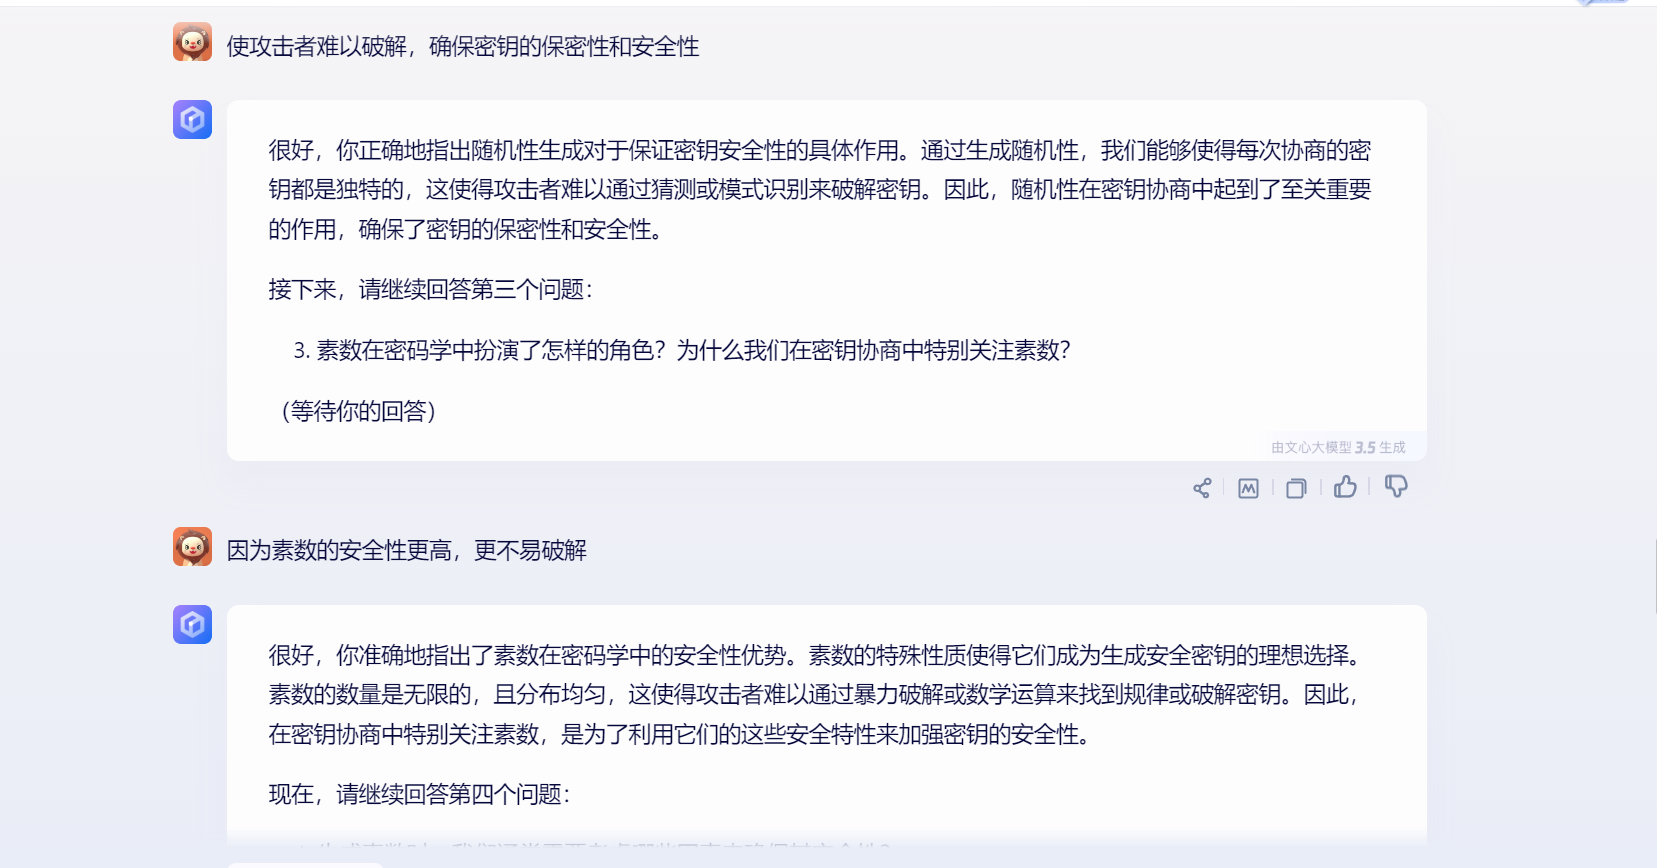 使攻击者难以破解，确保密钥的保密性和安全性
很好，你正确地指出随机性生成对于保证密钥安全性的具体作用。通过生成随机性，我们能够使得每次协商的密
钥都是独特的，这使得攻击者难以通过猜测或模式识别来破解密钥。因此，随机性在密钥协商中起到了至关重要
的作用，确保了密钥的保密性和安全性。
接下来，请继续回答第三个问题：
3. 素数在密码学中扮演了怎样的角色？为什么我们在密钥协商中特别关注素数？
（等待你的回答）
由文心大模型 3.5 生成
因为素数的安全性更高，更不易破解
很好，你准确地指出了素数在密码学中的安全性优势。素数的特殊性质使得它们成为生成安全密钥的理想选择。
素数的数量是无限的，且分布均匀，这使得攻击者难以通过暴力破解或数学运算来找到规律或破解密钥。因此，
在密钥协商中特别关注素数，是为了利用它们的这些安全特性来加强密钥的安全性。
现在，请继续回答第四个问题：